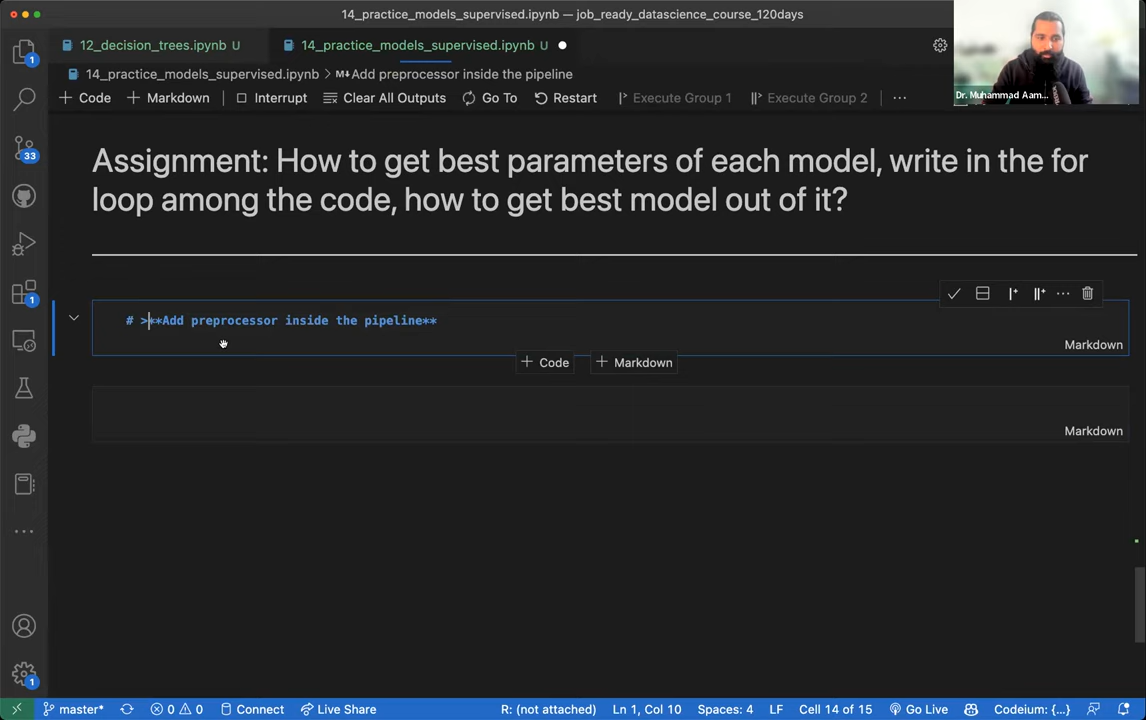 14_practice_models_supervised.ipynb — job_ready_datascience_course_120days
12_decision_trees.ipynb U
14_practice_models_supervised.ipynb U
14_practice_models_supervised.ipynb > M↓Add preprocessor inside the pipeline
+ Code + Markdown Interrupt Clear All Outputs Go To Restart Execute Group 1 Execute Group 2 ...
Dr. Muhammad Aam...
Assignment: How to get best parameters of each model, write in the for
loop among the code, how to get best model out of it?
# >**Add preprocessor inside the pipeline**
Markdown
+ Code + Markdown
Markdown
1
33
1
1
master* 0 0 Connect Live Share R: (not attached) Ln 1, Col 10 Spaces: 4 LF Cell 14 of 15 Go Live Codeium: {...}